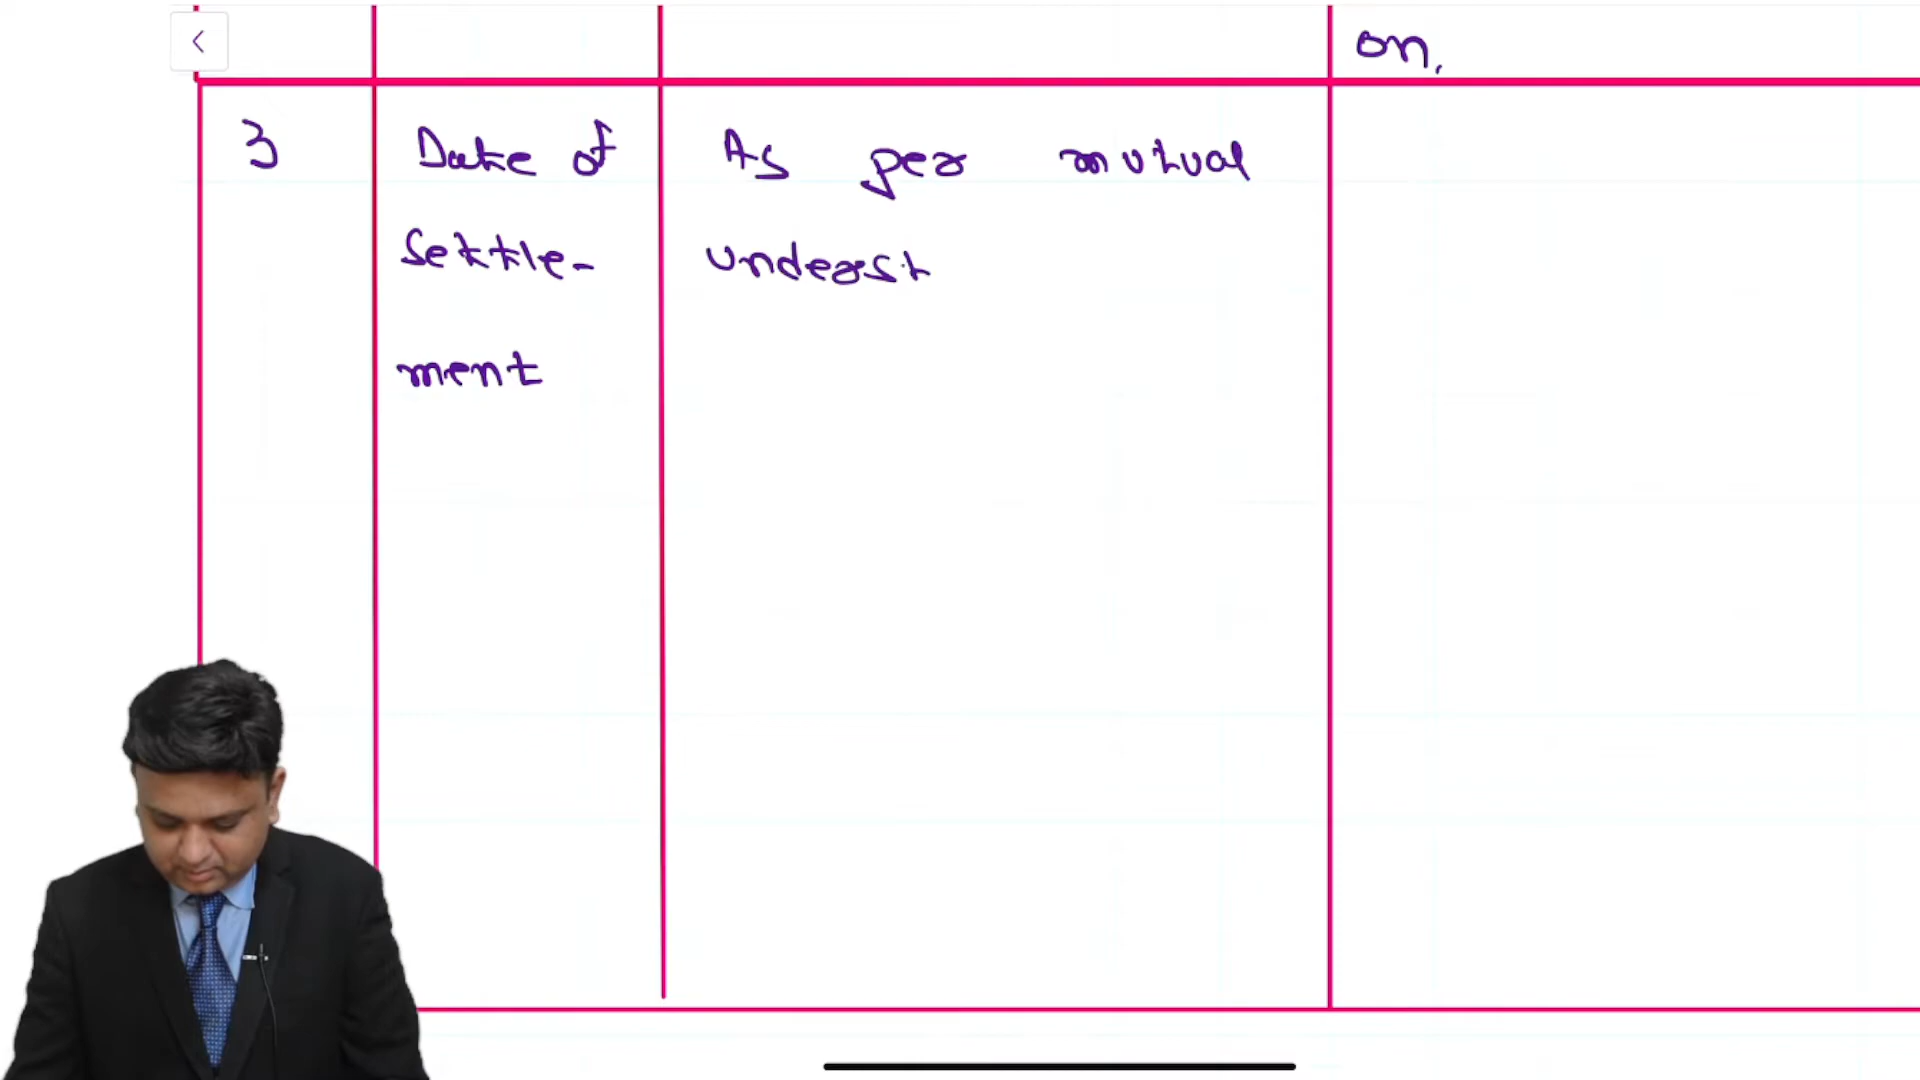 on.
3
Date of
As per mutual
settle-
underst
ment